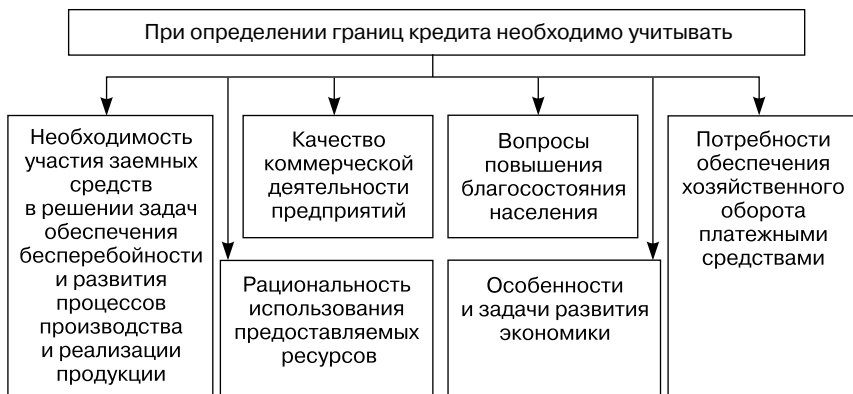 При определении границ кредита необходимо учитывать
Необходимость
участия заемных
средств
в решении задач
обеспечения
бесперебойности
и развития
процессов
производства
и реализации
продукции
Качество
коммерческой
деятельности
предприятий
Вопросы
повышения
благосостояния
населения
Потребности
обеспечения
хозяйственного
оборота
платежными
средствами
Рациональность
использования
предоставляемых
ресурсов
Особенности
и задачи развития
экономики